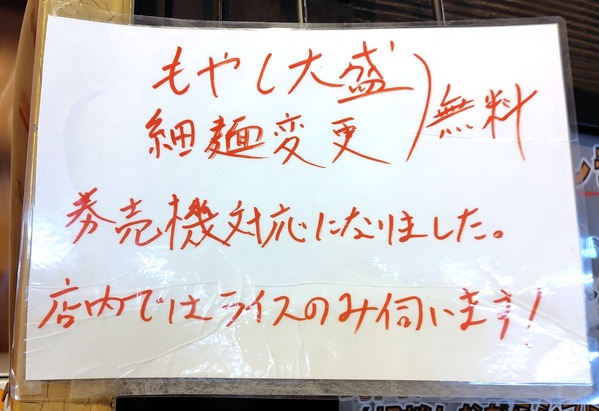 もやし大盛
細麺変更 ) 無料
券売機対応になりました。
店内ではライスのみ伺います!